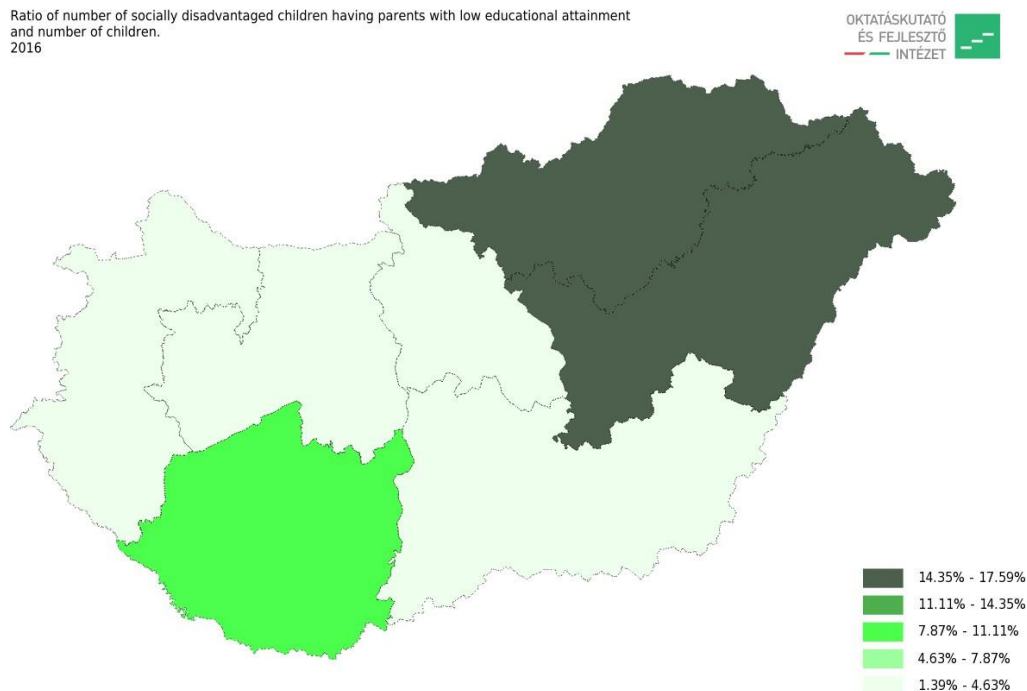 Ratio of number of socially disadvantaged children having parents with low educational attainment
and number of children.
2016
OKTATÁSKUTATÓ
ÉS FEJLESZTŐ
INTÉZET
14.35% - 17.59%
11.11% - 14.35%
7.87% - 11.11%
4.63% - 7.87%
1.39% - 4.63%